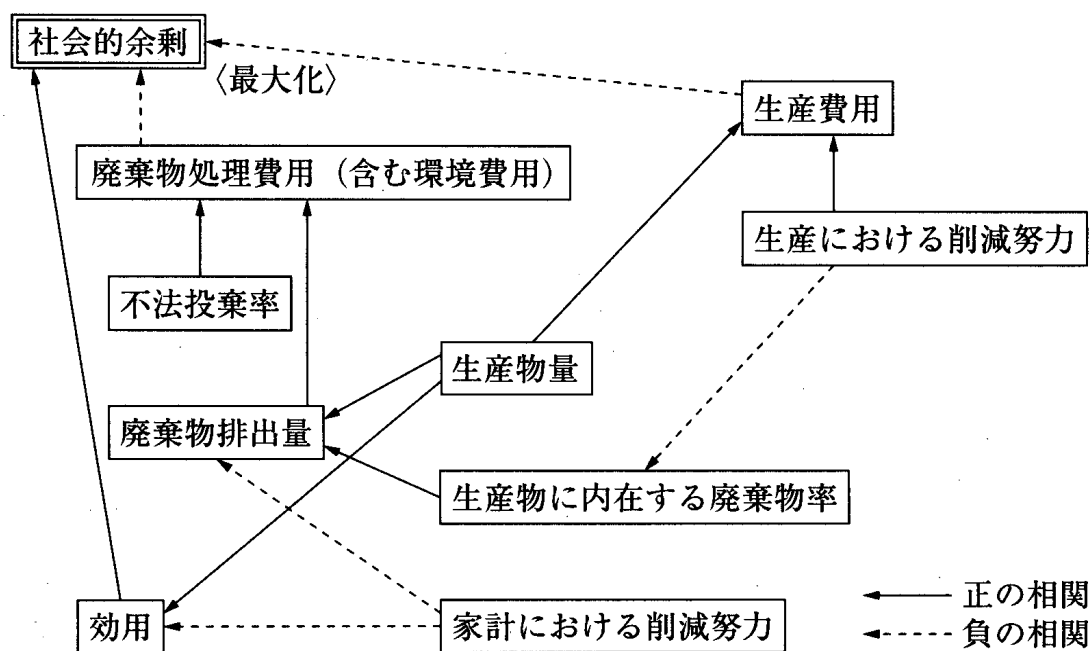 社会的余剰
〈最大化〉
生産費用
廃棄物処理費用（含む環境費用）
生産における削減努力
不法投棄率
生産物量
廃棄物排出量
生産物に内在する廃棄物率
効用
家計における削減努力
正の相関
負の相関